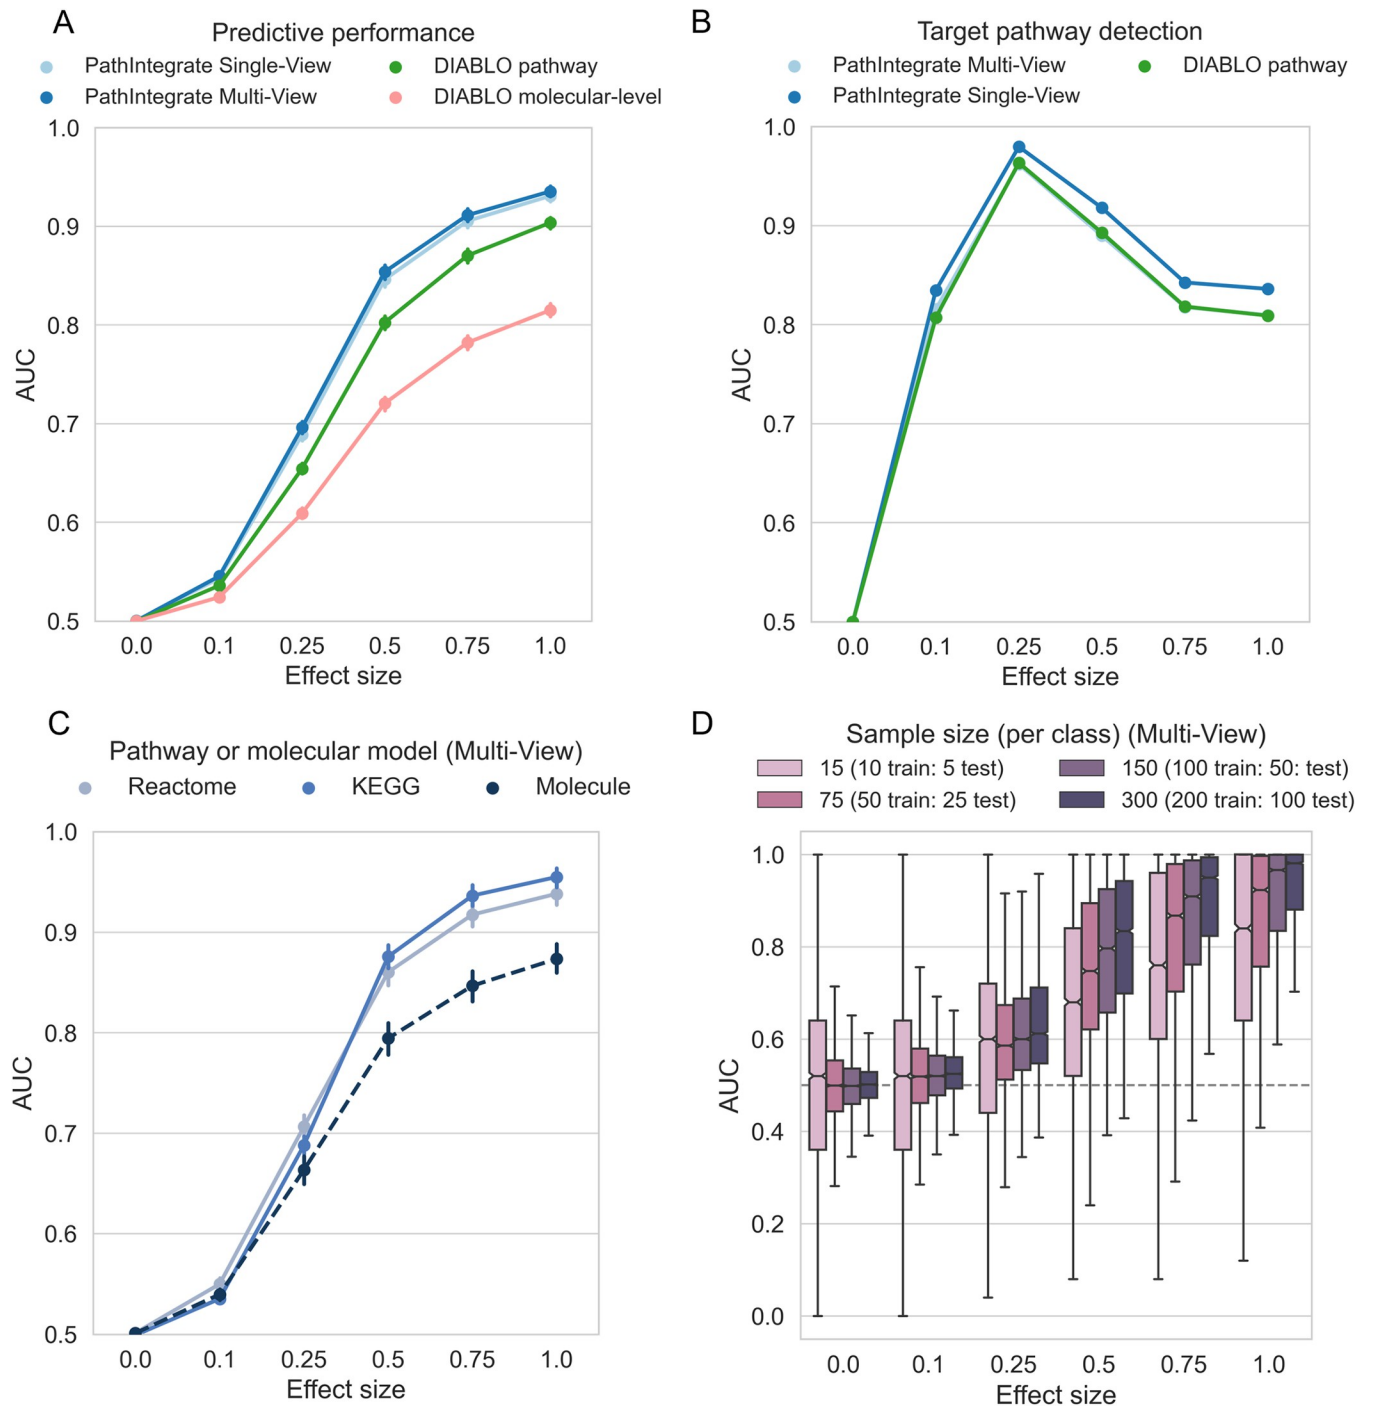 A
Predictive performance
PathIntegrate Single-View
DIABLO pathway
PathIntegrate Multi-View
DIABLO molecular-level
1.0
0.9
0.8
0.7
0.6
0.5
AUC
0.0 0.1 0.25 0.5 0.75 1.0
Effect size
B
Target pathway detection
PathIntegrate Multi-View
DIABLO pathway
PathIntegrate Single-View
1.0
0.9
0.8
0.7
0.6
0.5
AUC
0.0 0.1 0.25 0.5 0.75 1.0
Effect size
C
Pathway or molecular model (Multi-View)
Reactome KEGG Molecule
1.0
0.9
0.8
0.7
0.6
0.5
AUC
0.0 0.1 0.25 0.5 0.75 1.0
Effect size
D
Sample size (per class) (Multi-View)
15 (10 train: 5 test)
150 (100 train: 50: test)
75 (50 train: 25 test)
300 (200 train: 100 test)
1.0
0.8
0.6
0.4
0.2
0.0
AUC
0.0 0.1 0.25 0.5 0.75 1.0
Effect size